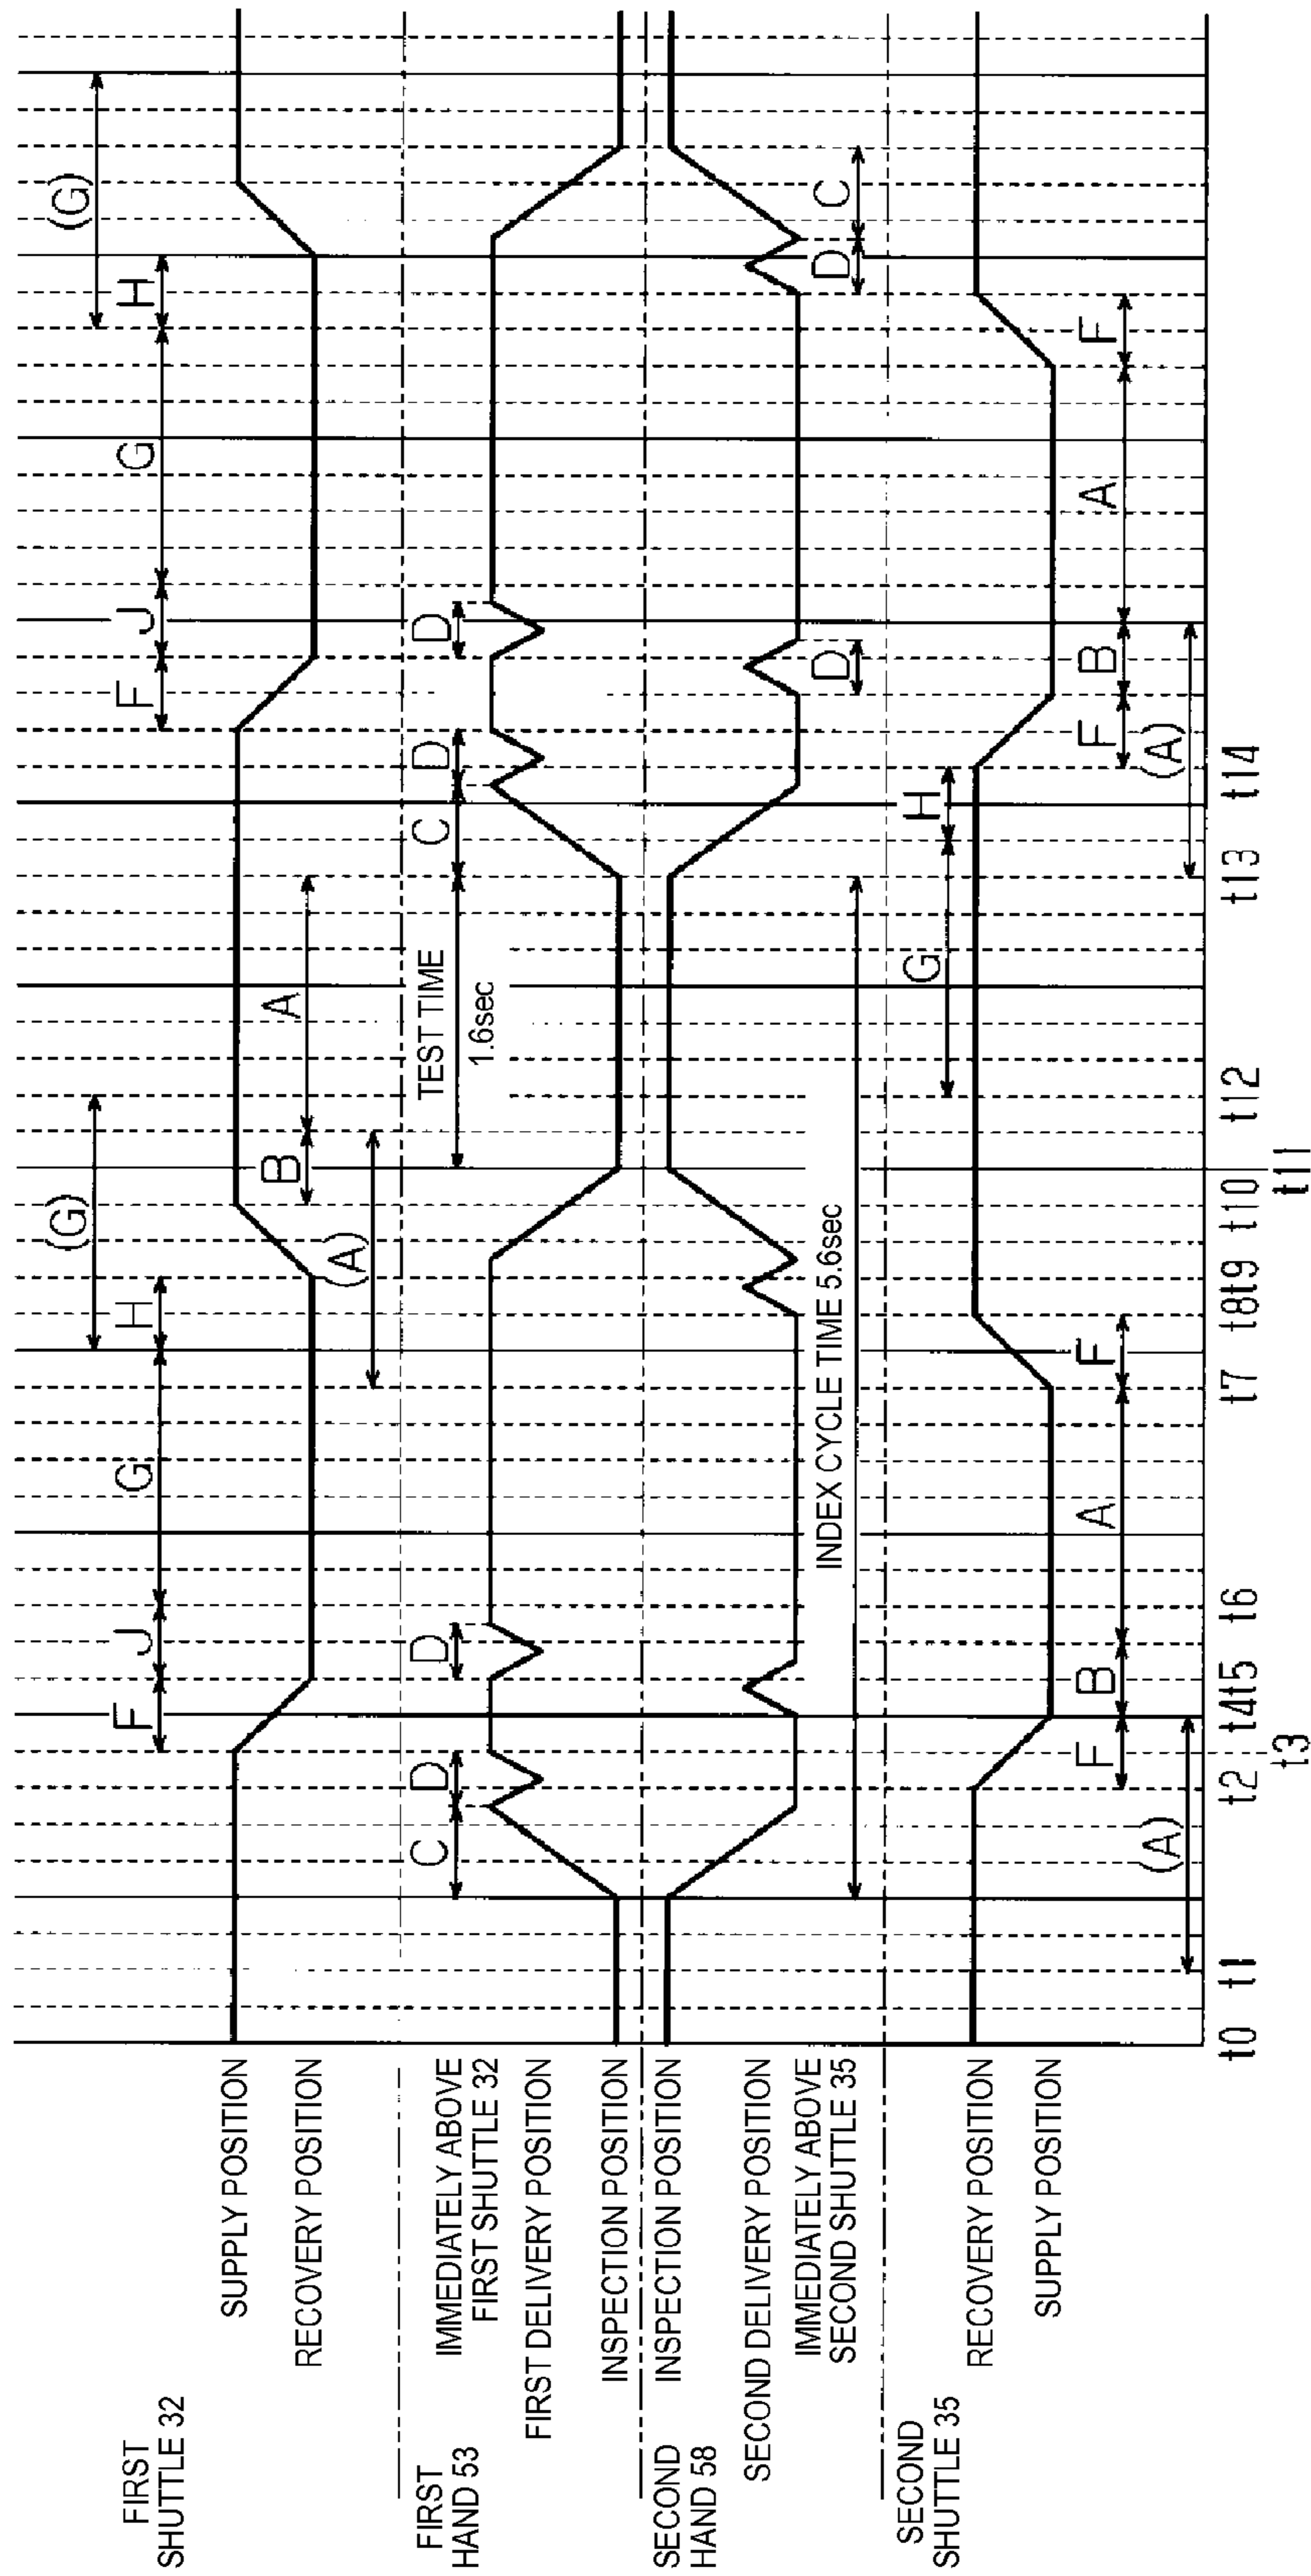 FIRST
SHUTTLE 32
SUPPLY POSITION
RECOVERY POSITION
F
J
G
H
(G)
B
A
(A)
F
J
G
H
(G)
FIRST
HAND 53
IMMEDIATELY ABOVE
FIRST SHUTTLE 32
FIRST DELIVERY POSITION
INSPECTION POSITION
C
D
D
TEST TIME
1.6sec
C
D
D
SECOND
HAND 58
INSPECTION POSITION
SECOND DELIVERY POSITION
IMMEDIATELY ABOVE
SECOND SHUTTLE 35
INDEX CYCLE TIME 5.6sec
D
D
C
SECOND
SHUTTLE 35
RECOVERY POSITION
SUPPLY POSITION
G
H
F
B
A
F
F
B
A
F
(A)
(A)
t0
t1
t2
t3
t4
t5
t6
t7
t8
t9
t10
t11
t12
t13
t14